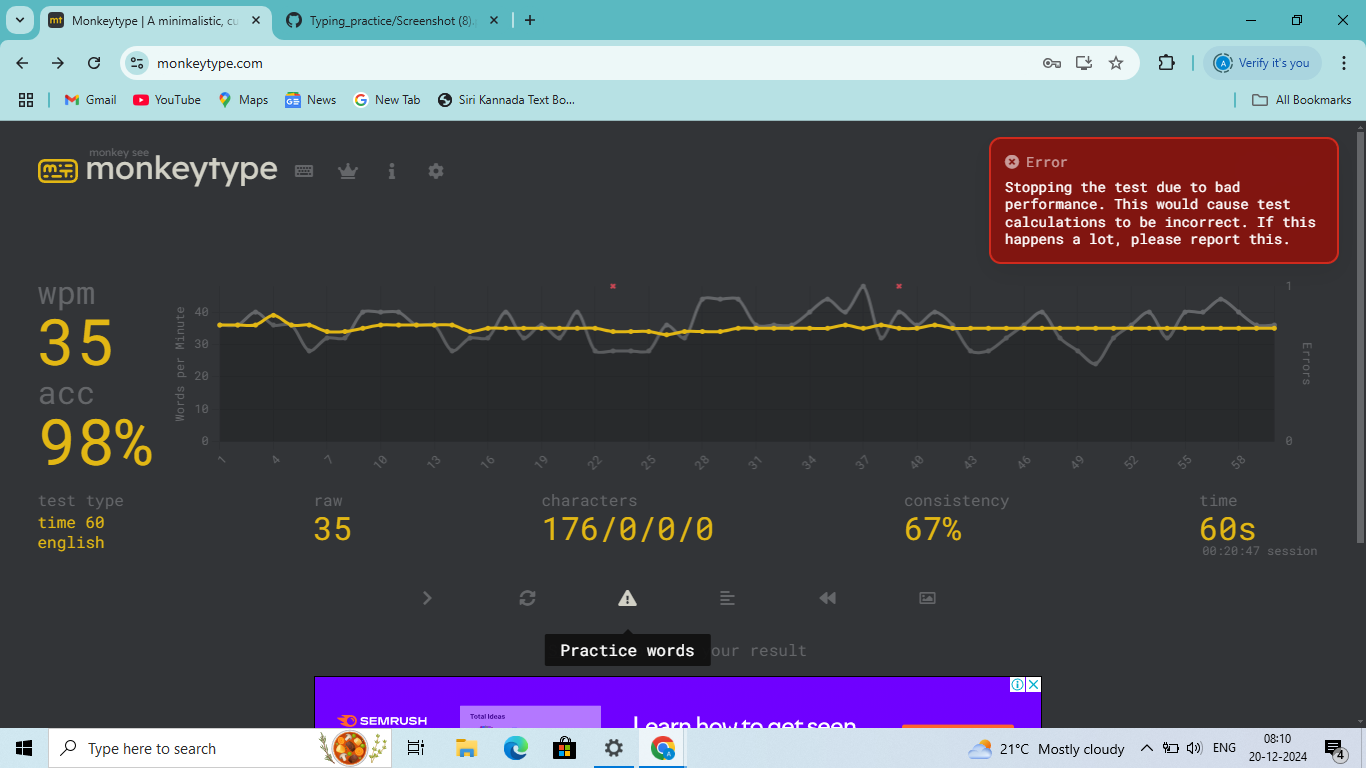 Monkeytype | A minimalistic, cu
Typing_practice/Screenshot (8).
monkeytype.com
Verify it's you
Gmail
YouTube
Maps
News
New Tab
Siri Kannada Text Bo...
All Bookmarks
monkey see
monkeytype
Error
Stopping the test due to bad
performance. This would cause test
calculations to be incorrect. If this
happens a lot, please report this.
wpm
35
acc
98%
Words per Minute
40
30
20
10
0
1
0
Errors
1 4 7 10 13 16 19 22 25 28 31 34 37 40 43 46 49 52 55 58
test type
time 60
english
raw
35
characters
176/0/0/0
consistency
67%
time
60s
00:20:47 session
Practice words
our result
SEMRUSH
Total Ideas
Learn how to get seen
Type here to search
21°C Mostly cloudy
ENG
08:10
20-12-2024
4